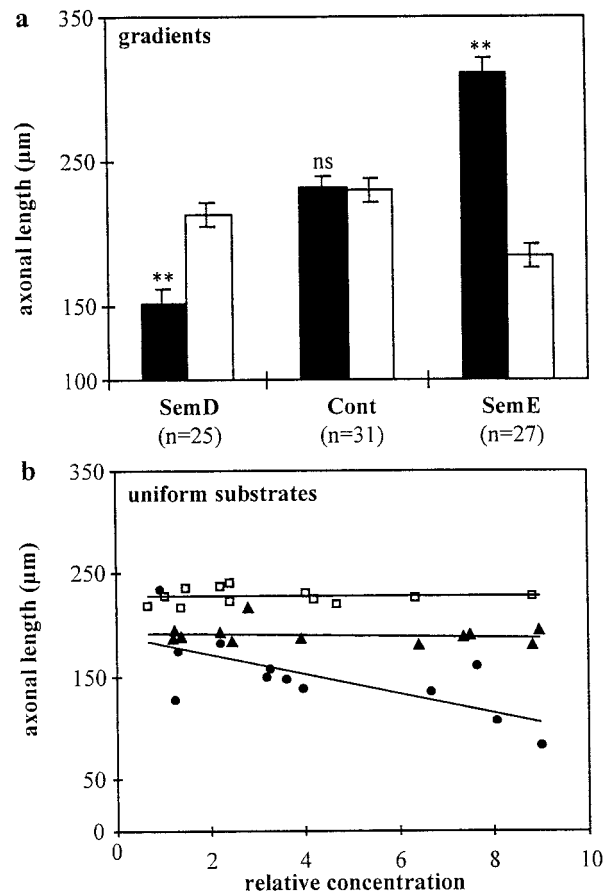 a
gradients
350
250
150
100
axonal length (μm)
**
ns
**
SemD Cont SemE
(n=25) (n=31) (n=27)
b
uniform substrates
350
250
150
50
0
axonal length (μm)
0 2 4 6 8 10
relative concentration